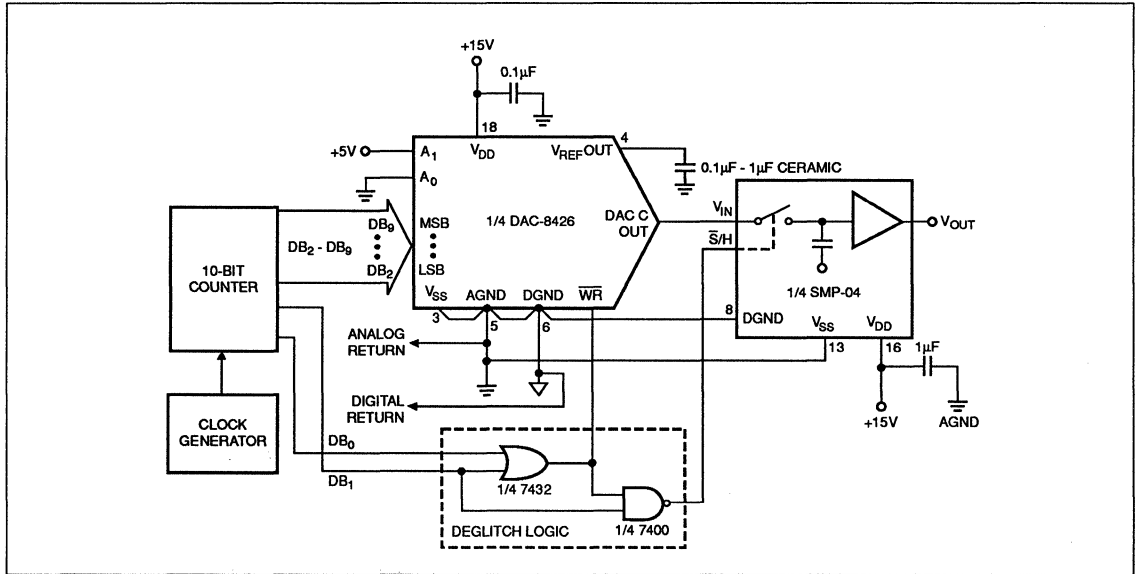 +15V
0.1μF
18
4
+5V
A1
VDD
VREFOUT
A0
0.1μF - 1μF CERAMIC
1/4 DAC-8426
DAC C
OUT
VIN
VOUT
S̅/H
MSB
LSB
DB9
DB2
DB2 - DB9
10-BIT
COUNTER
1/4 SMP-04
VSS
AGND
DGND
W̅R̅
3
5
6
8
DGND
VSS
VDD
13
16
1μF
ANALOG
RETURN
DIGITAL
RETURN
+15V
AGND
CLOCK
GENERATOR
DB0
DB1
1/4 7432
1/4 7400
DEGLITCH LOGIC